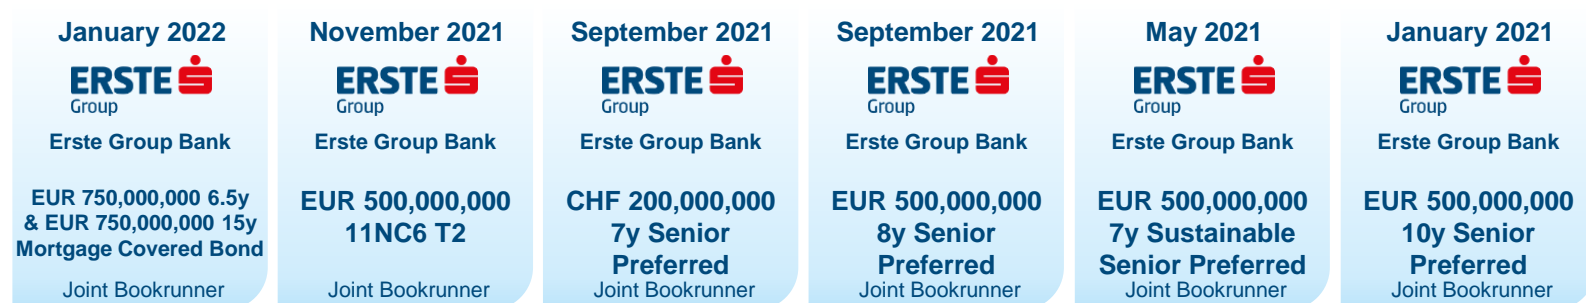 January 2022
ERSTE
Group
Erste Group Bank
EUR 750,000,000 6.5y
& EUR 750,000,000 15y
Mortgage Covered Bond
Joint Bookrunner
November 2021
ERSTE
Group
Erste Group Bank
EUR 500,000,000
11NC6 T2
Joint Bookrunner
September 2021
ERSTE
Group
Erste Group Bank
CHF 200,000,000
7y Senior
Preferred
Joint Bookrunner
September 2021
ERSTE
Group
Erste Group Bank
EUR 500,000,000
8y Senior
Preferred
Joint Bookrunner
May 2021
ERSTE
Group
Erste Group Bank
EUR 500,000,000
7y Sustainable
Senior Preferred
Joint Bookrunner
January 2021
ERSTE
Group
Erste Group Bank
EUR 500,000,000
10y Senior
Preferred
Joint Bookrunner